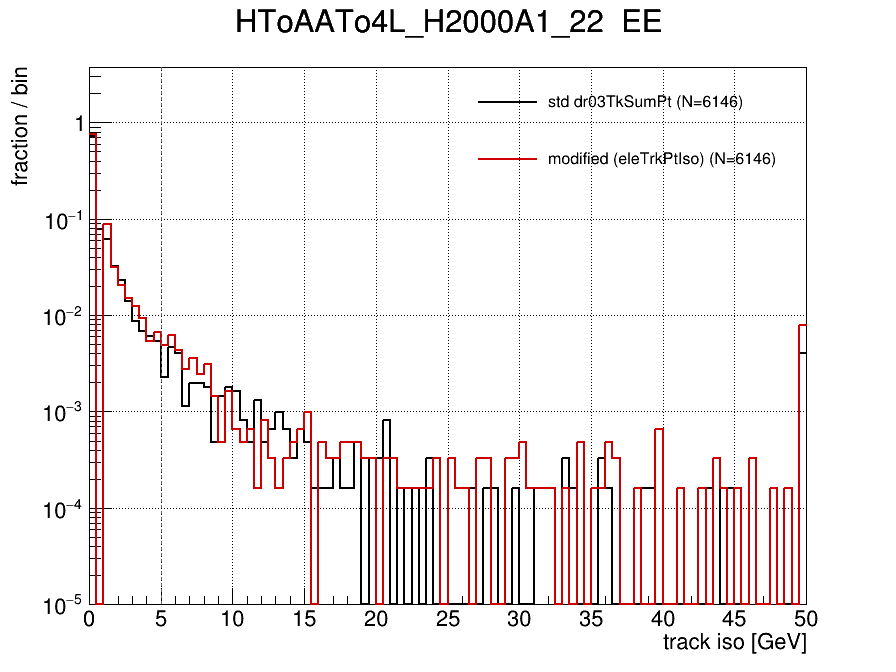 HToAATo4L_H2000A1_22 EE
fraction / bin
std dr03TkSumPt (N=6146)
modified (eleTrkPtIso) (N=6146)
1
10⁻¹
10⁻²
10⁻³
10⁻⁴
10⁻⁵
0 5 10 15 20 25 30 35 40 45 50
track iso [GeV]